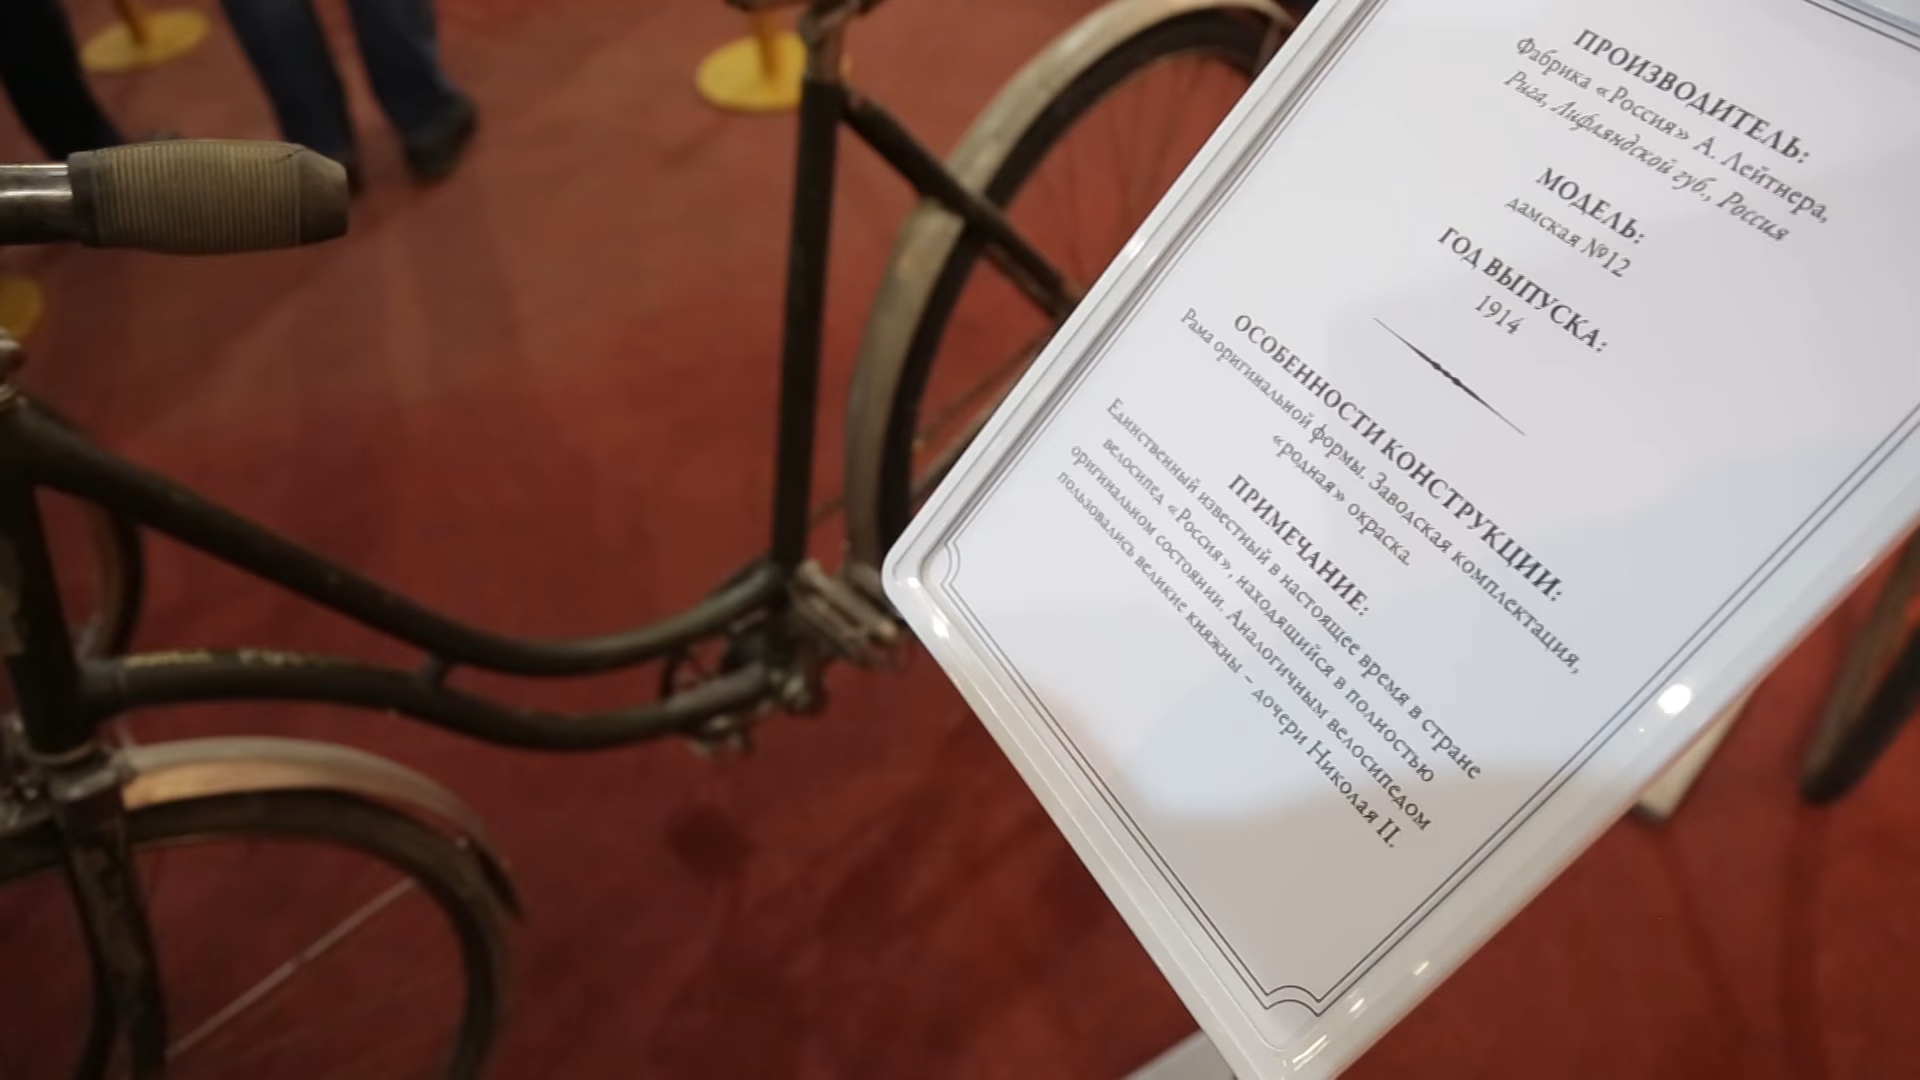 ПРОИЗВОДИТЕЛЬ:
Фабрика «Россия» А. Лейтнера,
Рига, Лифляндской губ., Россия
МОДЕЛЬ:
дамская №12
ГОД ВЫПУСКА:
1914
ОСОБЕННОСТИ КОНСТРУКЦИИ:
Рама оригинальной формы. Заводская комплектация,
«родная» окраска.
ПРИМЕЧАНИЕ:
Единственный известный в настоящее время в стране
велосипед «Россия», находящийся в полностью
оригинальном состоянии. Аналогичным велосипедом
пользовались великие княжны – дочери Николая II.